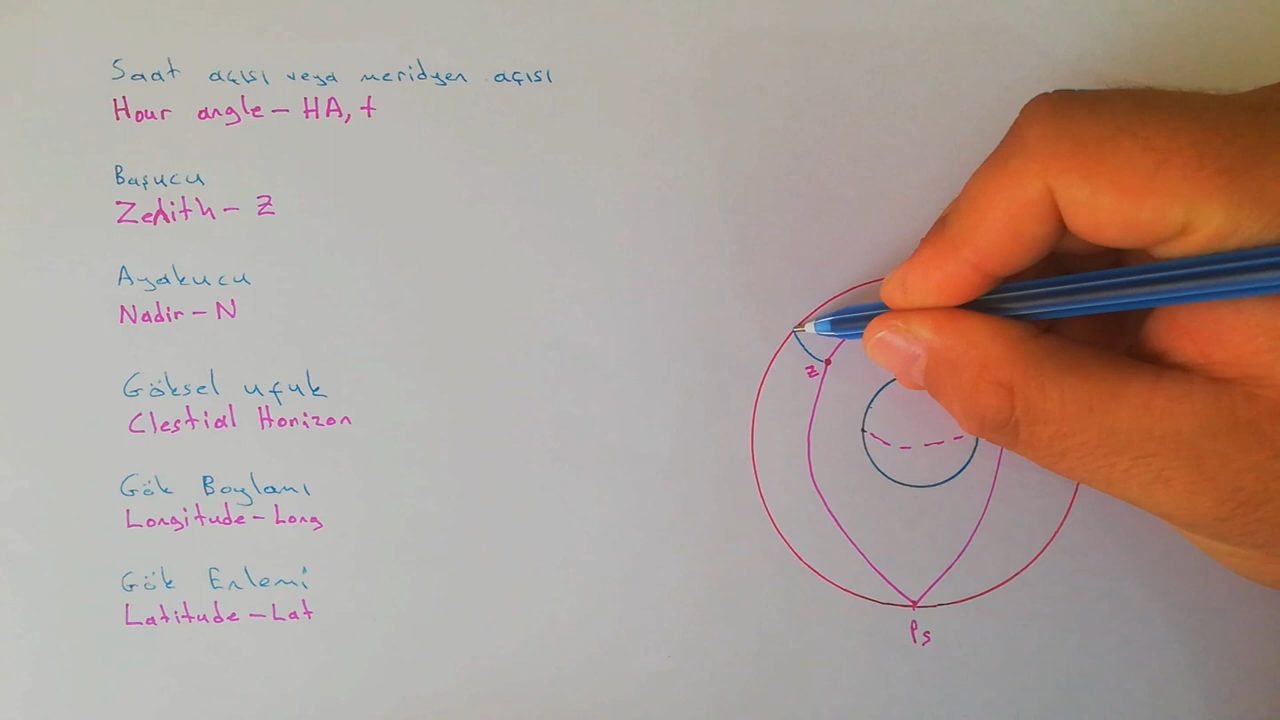 Saat açısı veya meridyen açısı
Hour angle - HA, t
Başucu
Zenith - Z
Ayakucu
Nadir - N
Göksel ufuk
Clestial Horizon
Gök Boylanı
Longitude - Long
Gök Enlemi
Latitude - Lat
Z
Ps